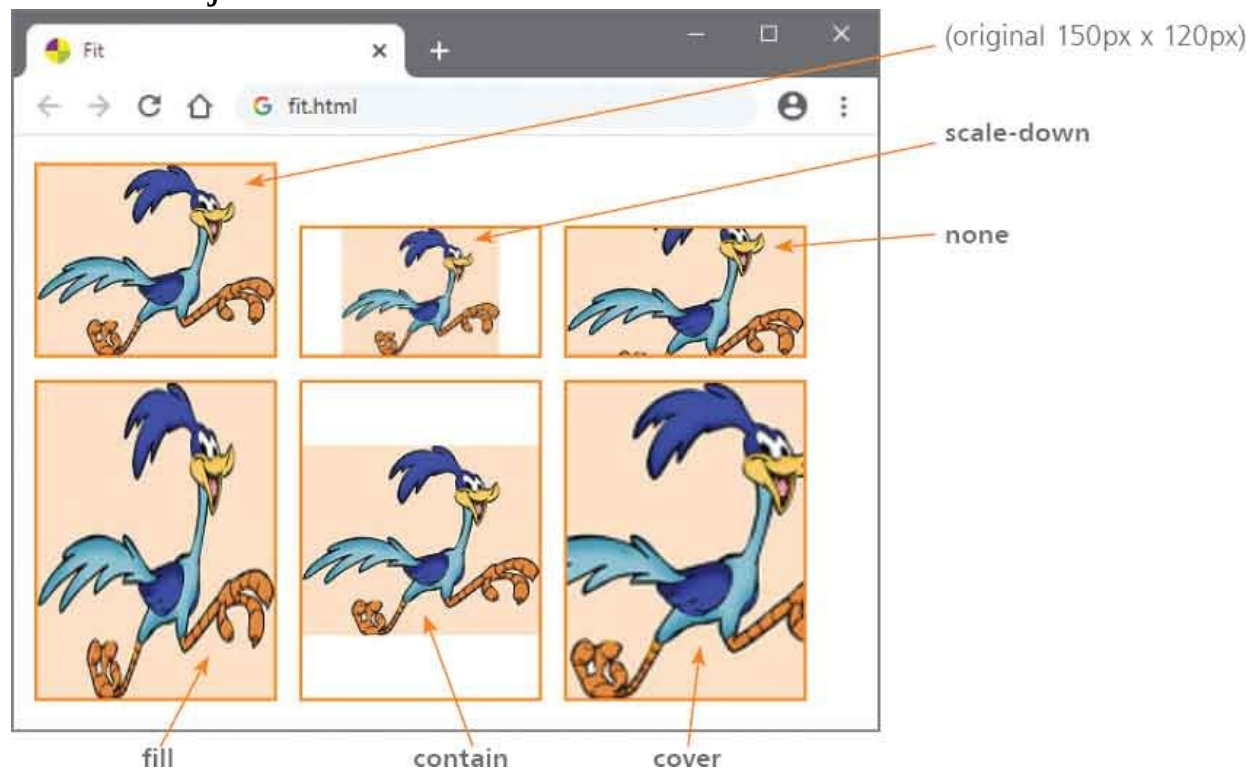 (original 150px x 120px)
Fit
fit.html
scale-down
none
fill
contain
cover